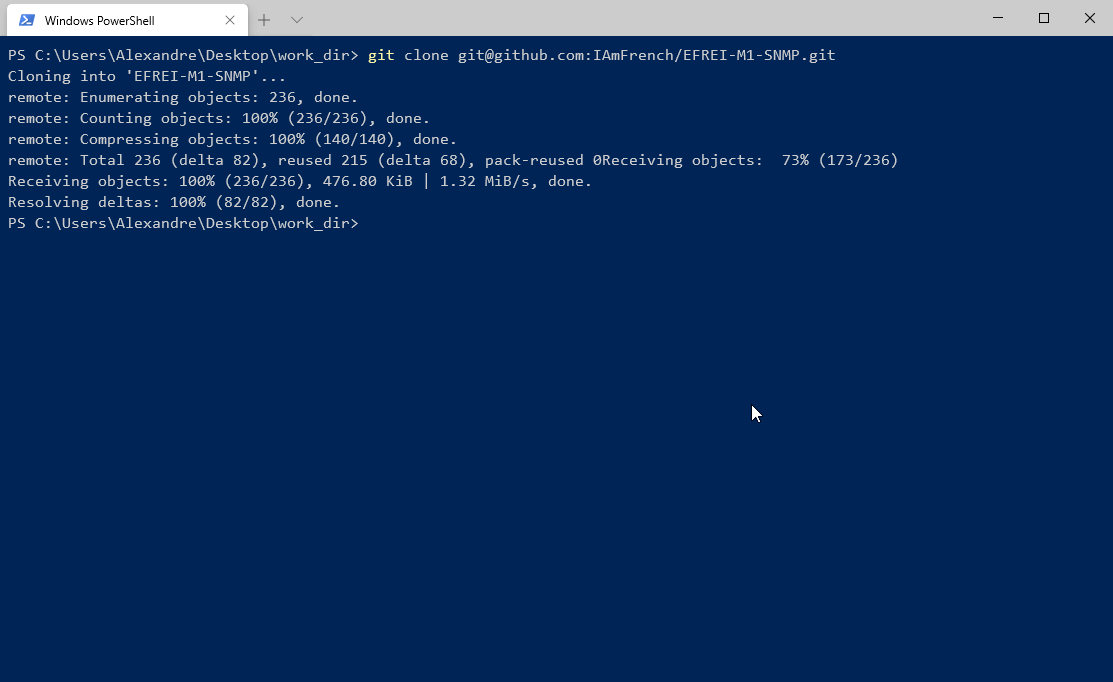 Windows PowerShell
PS C:\Users\Alexandre\Desktop\work_dir> git clone git@github.com:IAmFrench/EFREI-M1-SNMP.git
Cloning into 'EFREI-M1-SNMP'...
remote: Enumerating objects: 236, done.
remote: Counting objects: 100% (236/236), done.
remote: Compressing objects: 100% (140/140), done.
remote: Total 236 (delta 82), reused 215 (delta 68), pack-reused 0Receiving objects:  73% (173/236)
Receiving objects: 100% (236/236), 476.80 KiB | 1.32 MiB/s, done.
Resolving deltas: 100% (82/82), done.
PS C:\Users\Alexandre\Desktop\work_dir>